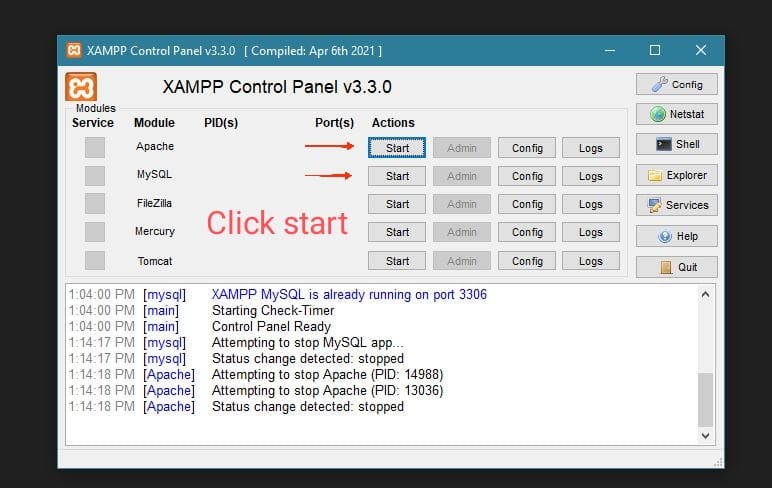 XAMPP Control Panel v3.3.0 [ Compiled: Apr 6th 2021 ]
XAMPP Control Panel v3.3.0
Config
Modules
Service Module PID(s) Port(s) Actions
Netstat
Apache Start Admin Config Logs
Shell
MySQL Start Admin Config Logs
Explorer
FileZilla Start Admin Config Logs
Services
Click start
Mercury Start Admin Config Logs
Help
Tomcat Start Admin Config Logs
Quit
1:04:00 PM [mysql] XAMPP MySQL is already running on port 3306
1:04:00 PM [main] Starting Check-Timer
1:04:00 PM [main] Control Panel Ready
1:14:17 PM [mysql] Attempting to stop MySQL app...
1:14:17 PM [mysql] Status change detected: stopped
1:14:18 PM [Apache] Attempting to stop Apache (PID: 14988)
1:14:18 PM [Apache] Attempting to stop Apache (PID: 13036)
1:14:18 PM [Apache] Status change detected: stopped